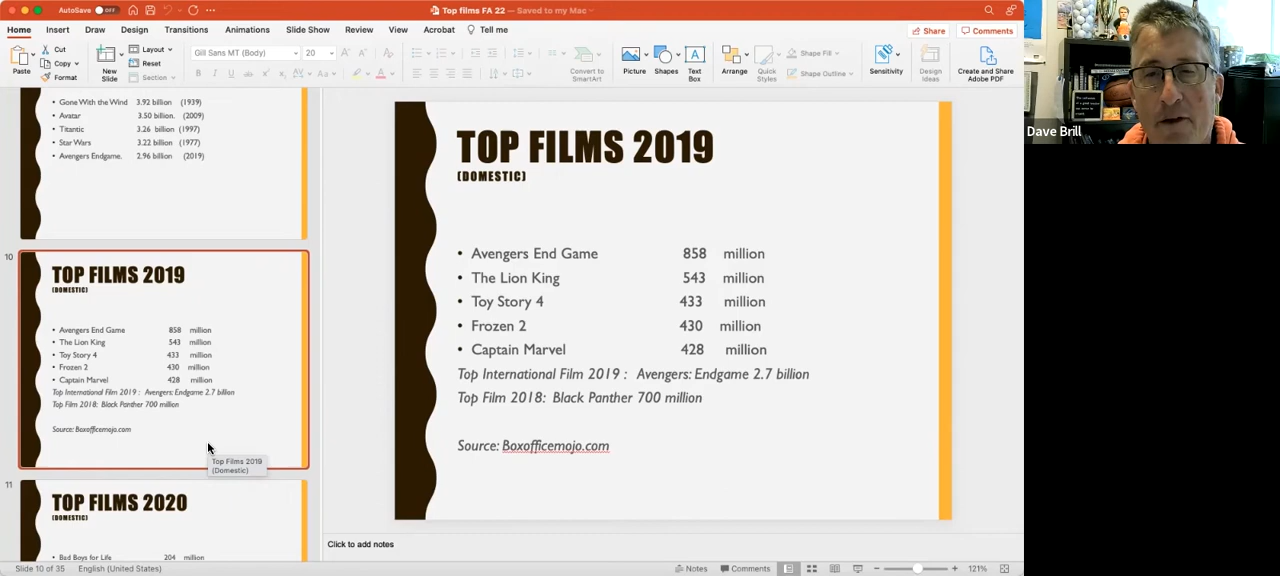 AutoSave OFF
Top films FA 22 — Saved to my Mac
Home Insert Draw Design Transitions Animations Slide Show Review View Acrobat Tell me
Share Comments
Paste
Cut
Copy
Format
New Slide
Layout
Reset
Section
Gill Sans MT (Body) 20
Convert to SmartArt
Picture
Shapes
Text Box
Arrange
Quick Styles
Shape Fill
Shape Outline
Sensitivity
Design Ideas
Create and Share Adobe PDF
Dave Brill
• Gone With the Wind 3.92 billion (1939)
• Avatar 3.50 billion. (2009)
• Titantic 3.26 billion (1997)
• Star Wars 3.22 billion (1977)
• Avengers Endgame. 2.96 billion (2019)
10
TOP FILMS 2019
(DOMESTIC)
• Avengers End Game 858 million
• The Lion King 543 million
• Toy Story 4 433 million
• Frozen 2 430 million
• Captain Marvel 428 million
Top International Film 2019 : Avengers: Endgame 2.7 billion
Top Film 2018: Black Panther 700 million
Source: Boxofficemojo.com
Top Films 2019
(Domestic)
11
TOP FILMS 2020
(DOMESTIC)
• Bad Boys for Life 204 million
TOP FILMS 2019
(DOMESTIC)
• Avengers End Game 858 million
• The Lion King 543 million
• Toy Story 4 433 million
• Frozen 2 430 million
• Captain Marvel 428 million
Top International Film 2019 : Avengers: Endgame 2.7 billion
Top Film 2018: Black Panther 700 million
Source: Boxofficemojo.com
Click to add notes
Slide 10 of 35 English (United States) Notes Comments 121%